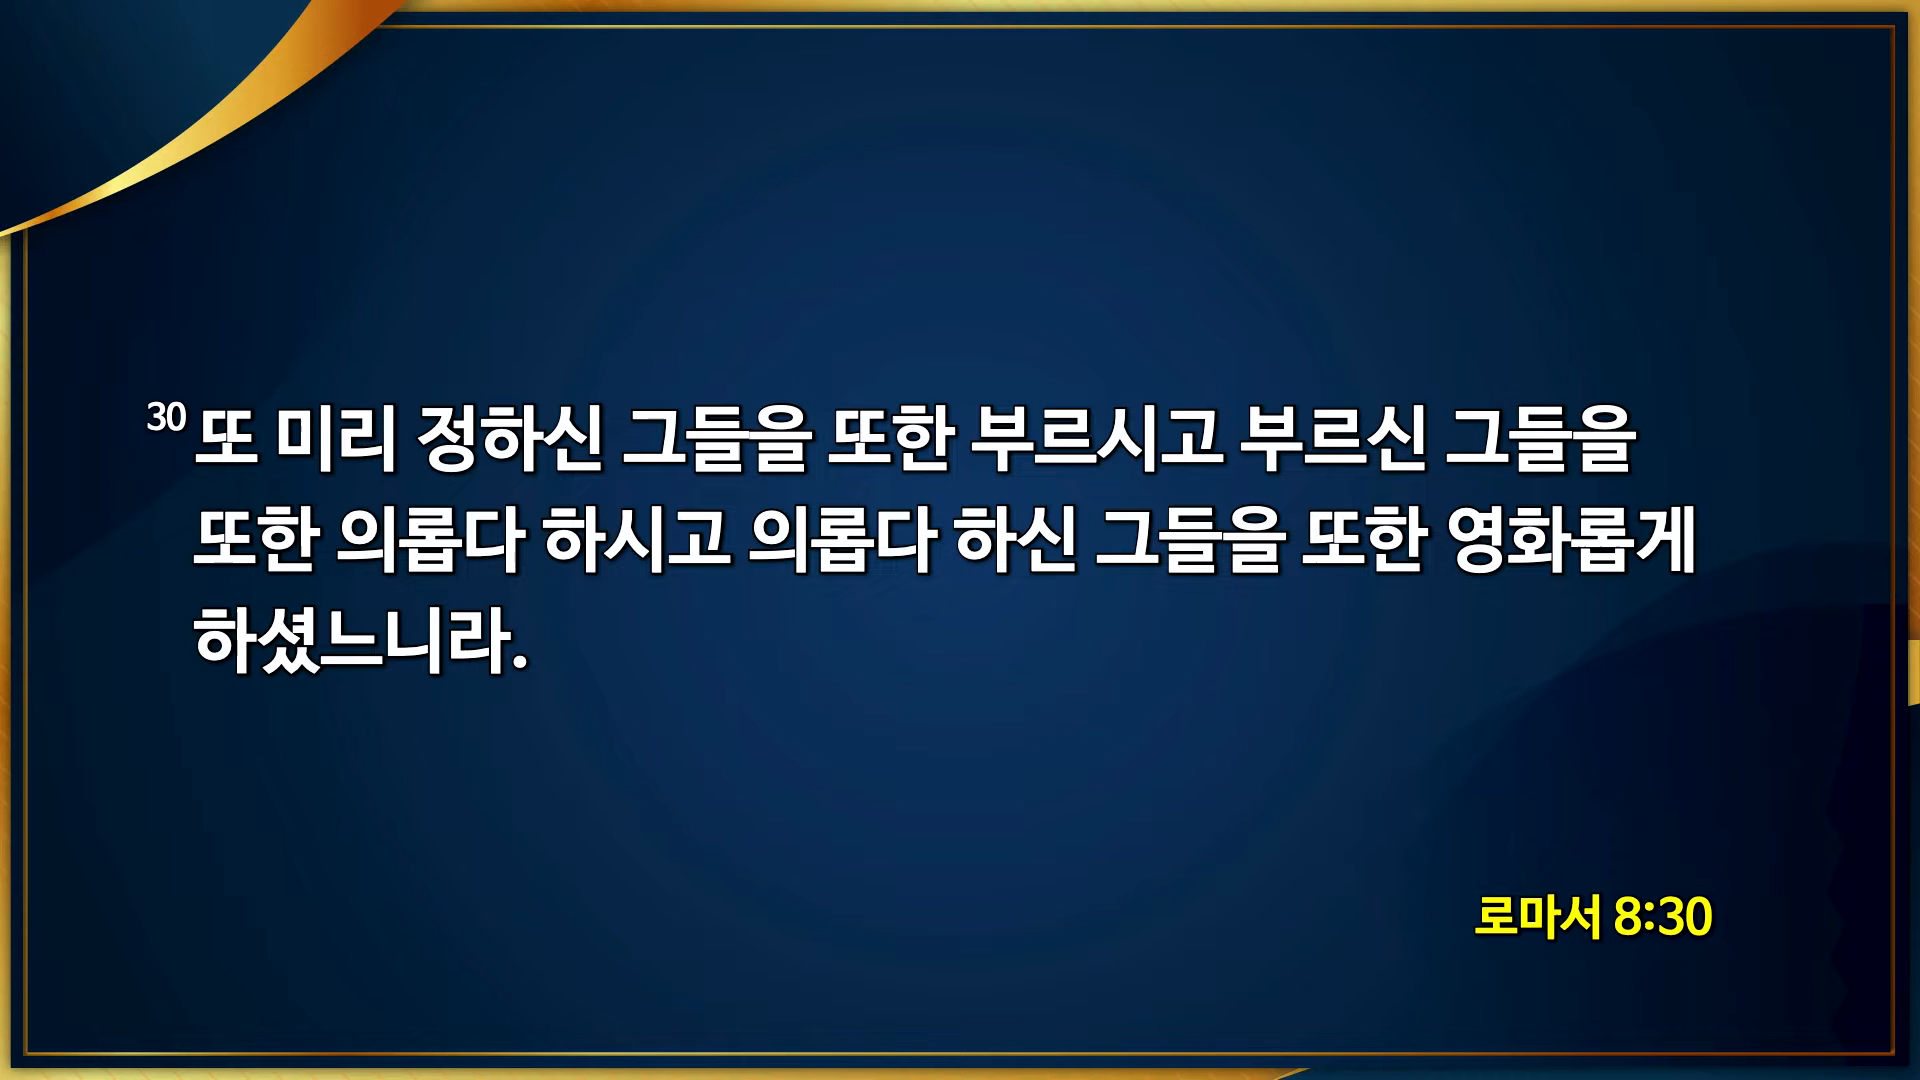 30 또 미리 정하신 그들을 또한 부르시고 부르신 그들을
또한 의롭다 하시고 의롭다 하신 그들을 또한 영화롭게
하셨느니라.
로마서 8:30